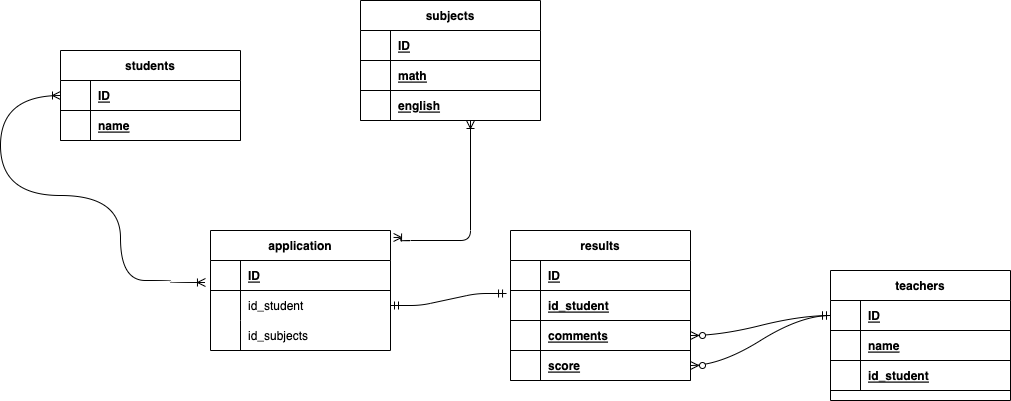 subjects
ID
math
english
students
ID
name
application
ID
id_student
id_subjects
results
ID
id_student
comments
score
teachers
ID
name
id_student